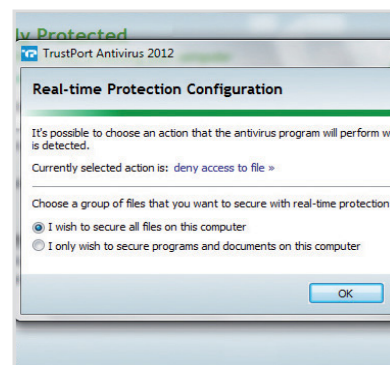 ly Protected
TrustPort Antivirus 2012
Real-time Protection Configuration
It's possible to choose an action that the antivirus program will perform w
is detected.
Currently selected action is: deny access to file »
Choose a group of files that you want to secure with real-time protection
I wish to secure all files on this computer
I only wish to secure programs and documents on this computer
OK